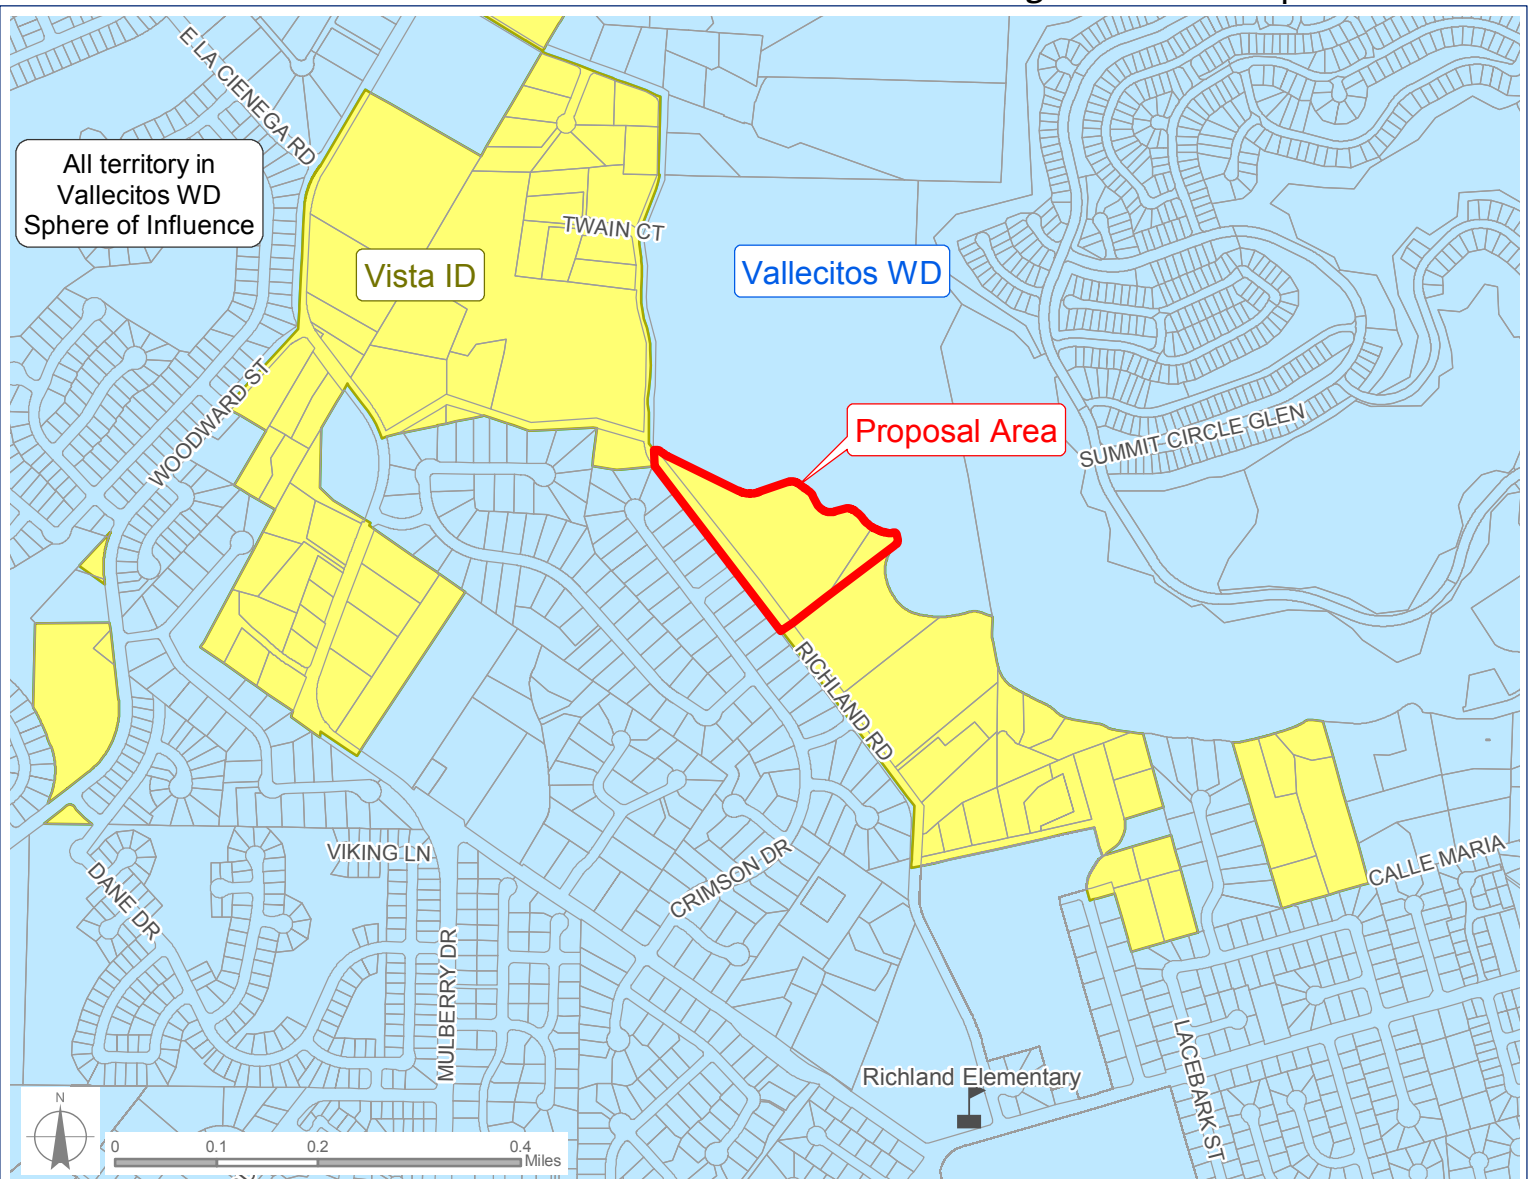 E LA CIENEGA RD
All territory in
Vallecitos WD
Sphere of Influence
TWAIN CT
Vista ID
Vallecitos WD
WOODWARD ST
Proposal Area
SUMMIT CIRCLE GLEN
RICHLAND RD
VIKING LN
CRIMSON DR
CALLE MARIA
DANE DR
MULBERRY DR
LACEBARK ST
Richland Elementary
N
0 0.1 0.2 0.4
Miles